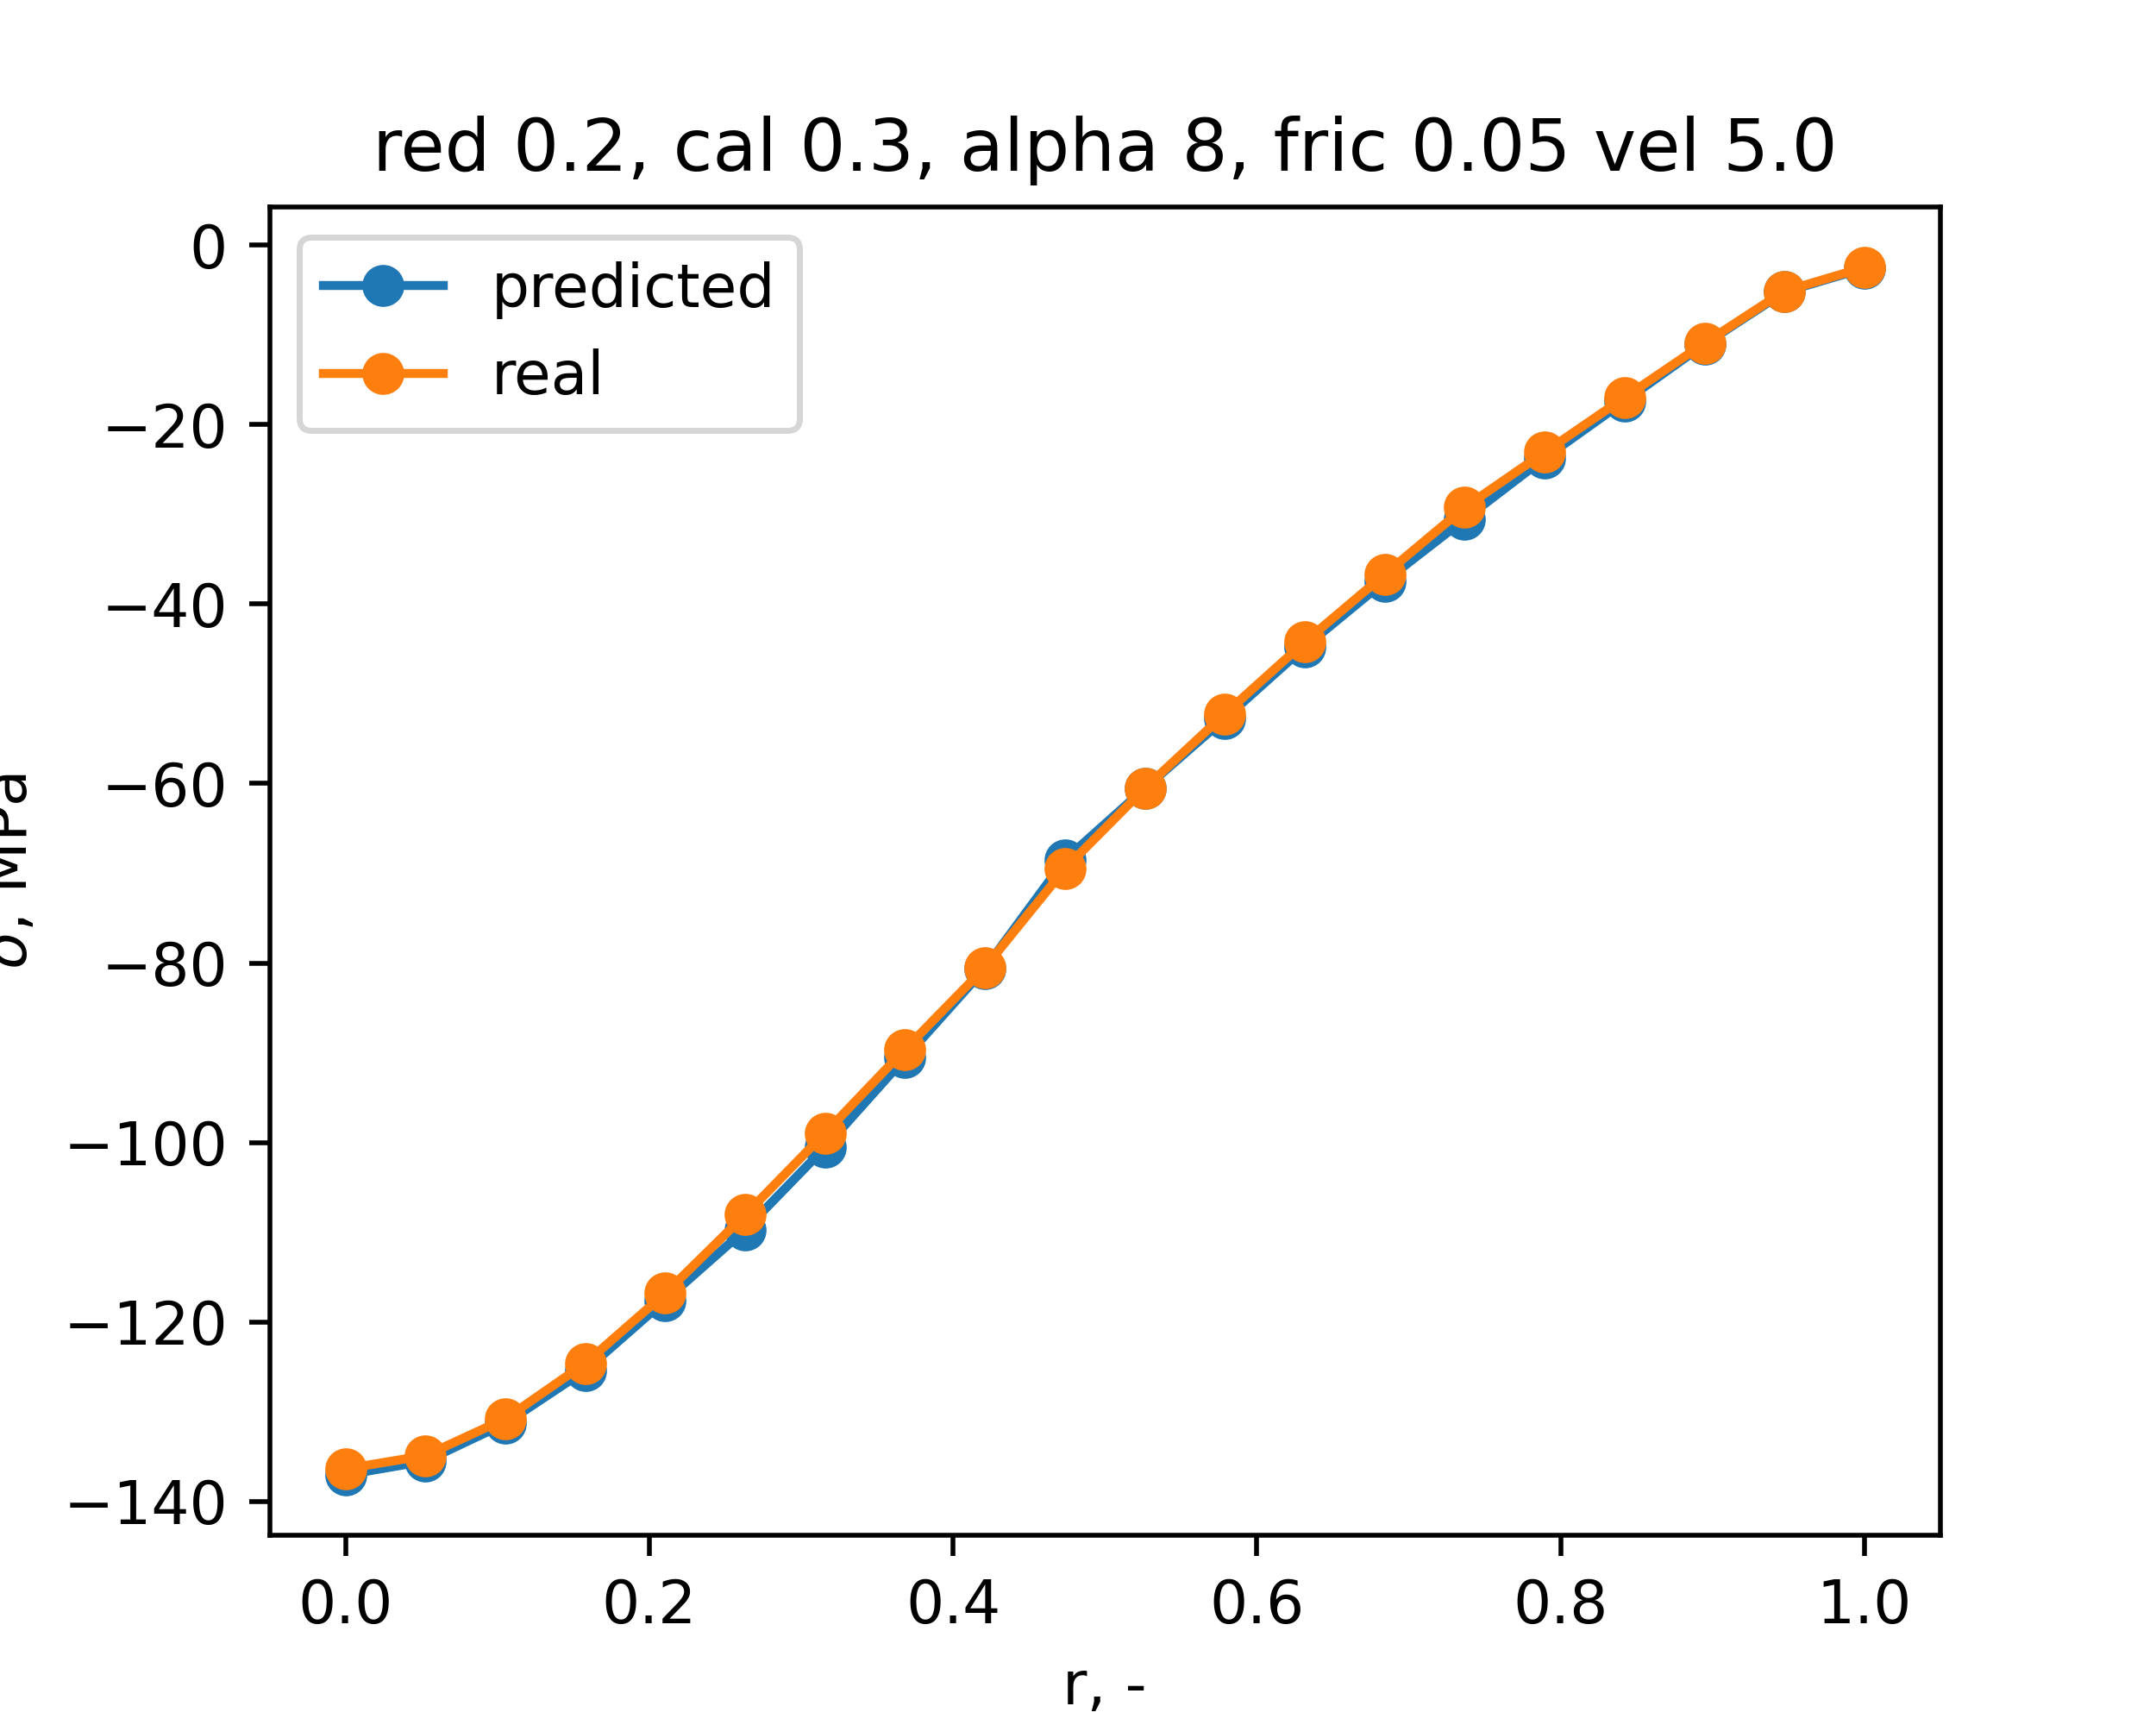 red 0.2, cal 0.3, alpha 8, fric 0.05 vel 5.0
predicted
real
0
−20
−40
−60
−80
−100
−120
−140
σ, MPa
0.0 0.2 0.4 0.6 0.8 1.0
r, -